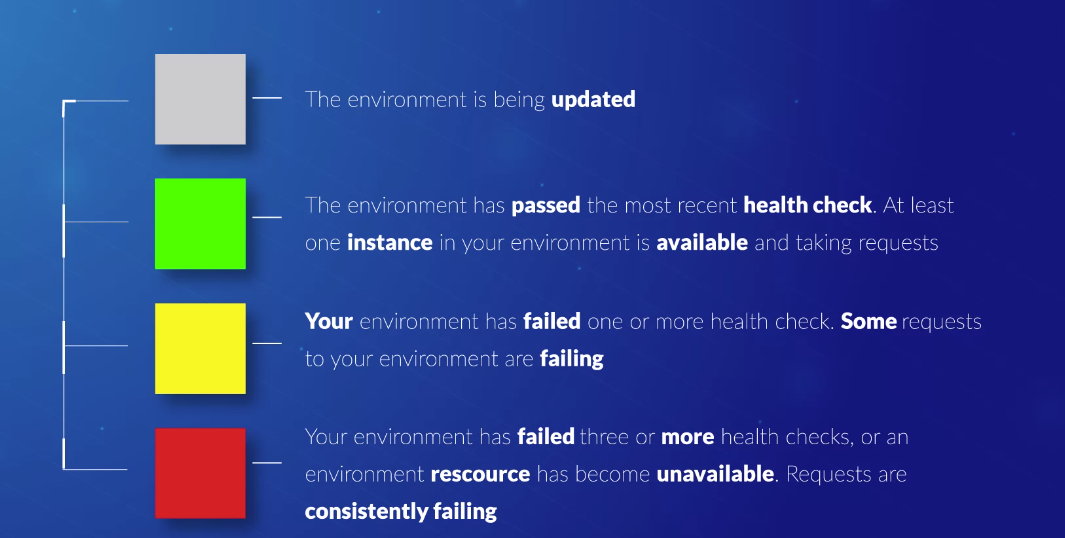 The environment is being updated
The environment has passed the most recent health check. At least
one instance in your environment is available and taking requests
Your environment has failed one or more health check. Some requests
to your environment are failing
Your environment has failed three or more health checks, or an
environment rescource has become unavailable. Requests are
consistently failing